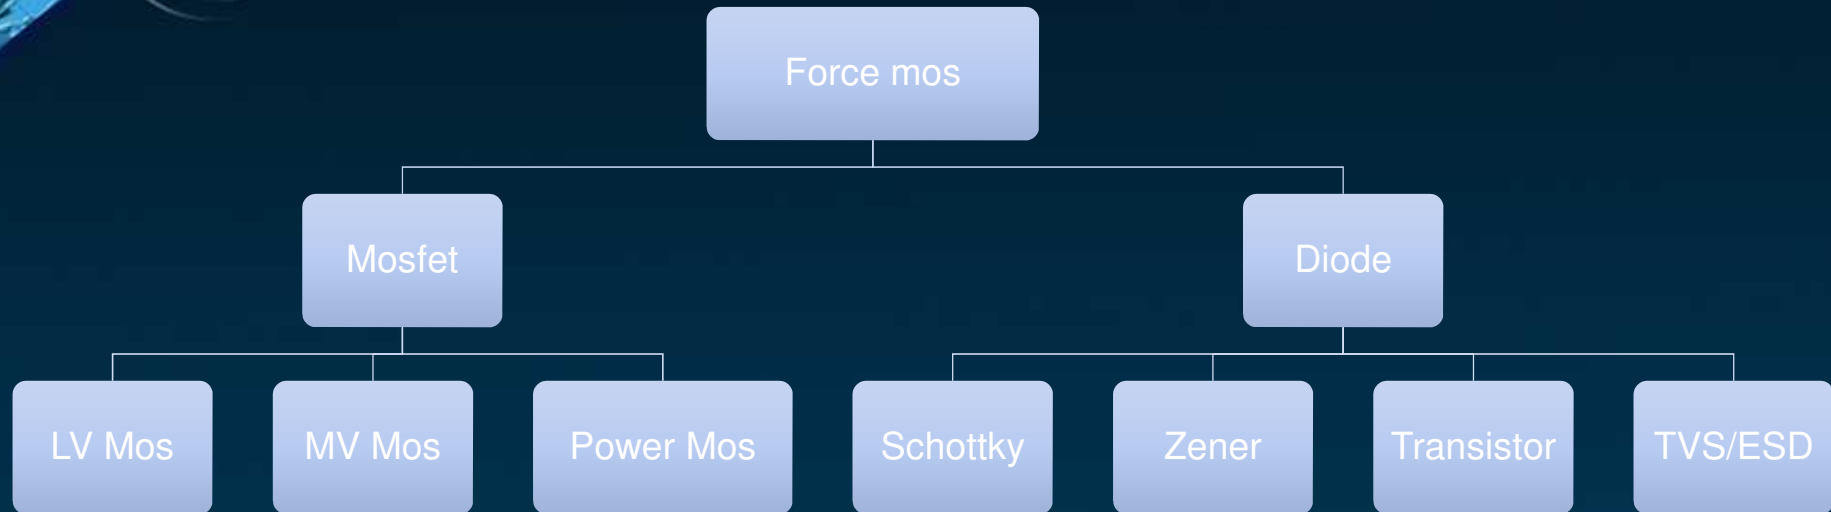 Force mos
Mosfet
Diode
LV Mos
MV Mos
Power Mos
Schottky
Zener
Transistor
TVS/ESD